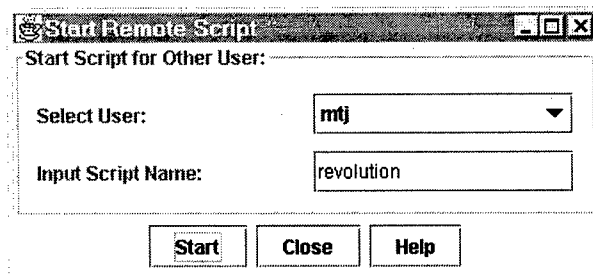 Start Remote Script
Start Script for Other User:
Select User: mtj
Input Script Name: revolution
Start Close Help